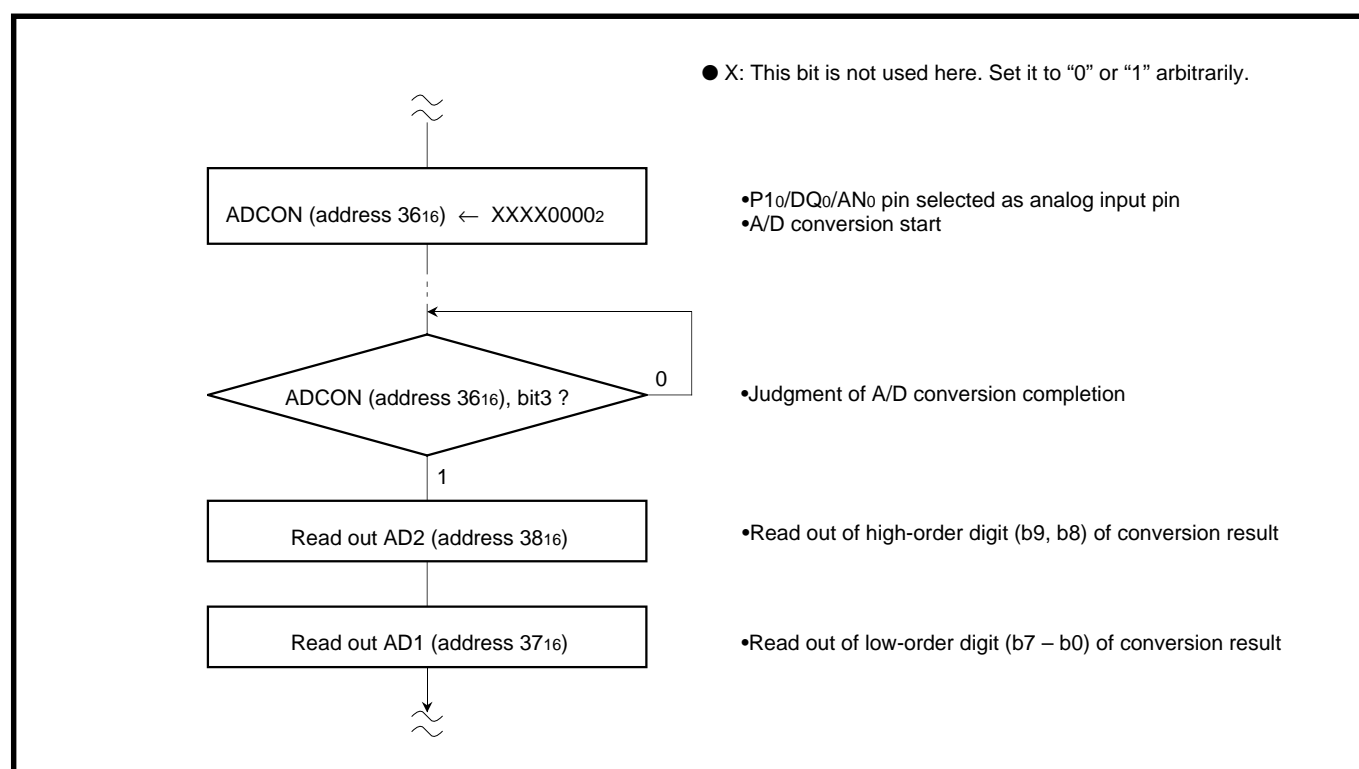 ● X: This bit is not used here. Set it to “0” or “1” arbitrarily.
ADCON (address 3616) ← XXXX00002
•P10/DQ0/AN0 pin selected as analog input pin
•A/D conversion start
ADCON (address 3616), bit3 ?
0
•Judgment of A/D conversion completion
1
Read out AD2 (address 3816)
•Read out of high-order digit (b9, b8) of conversion result
Read out AD1 (address 3716)
•Read out of low-order digit (b7 – b0) of conversion result